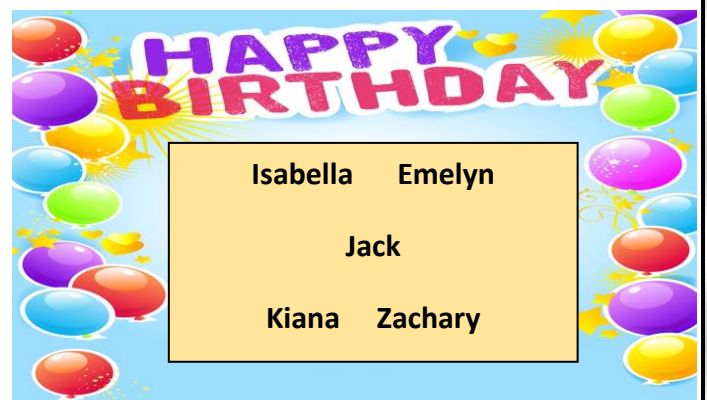 HAPPY
BIRTHDAY
Isabella Emelyn
Jack
Kiana Zachary